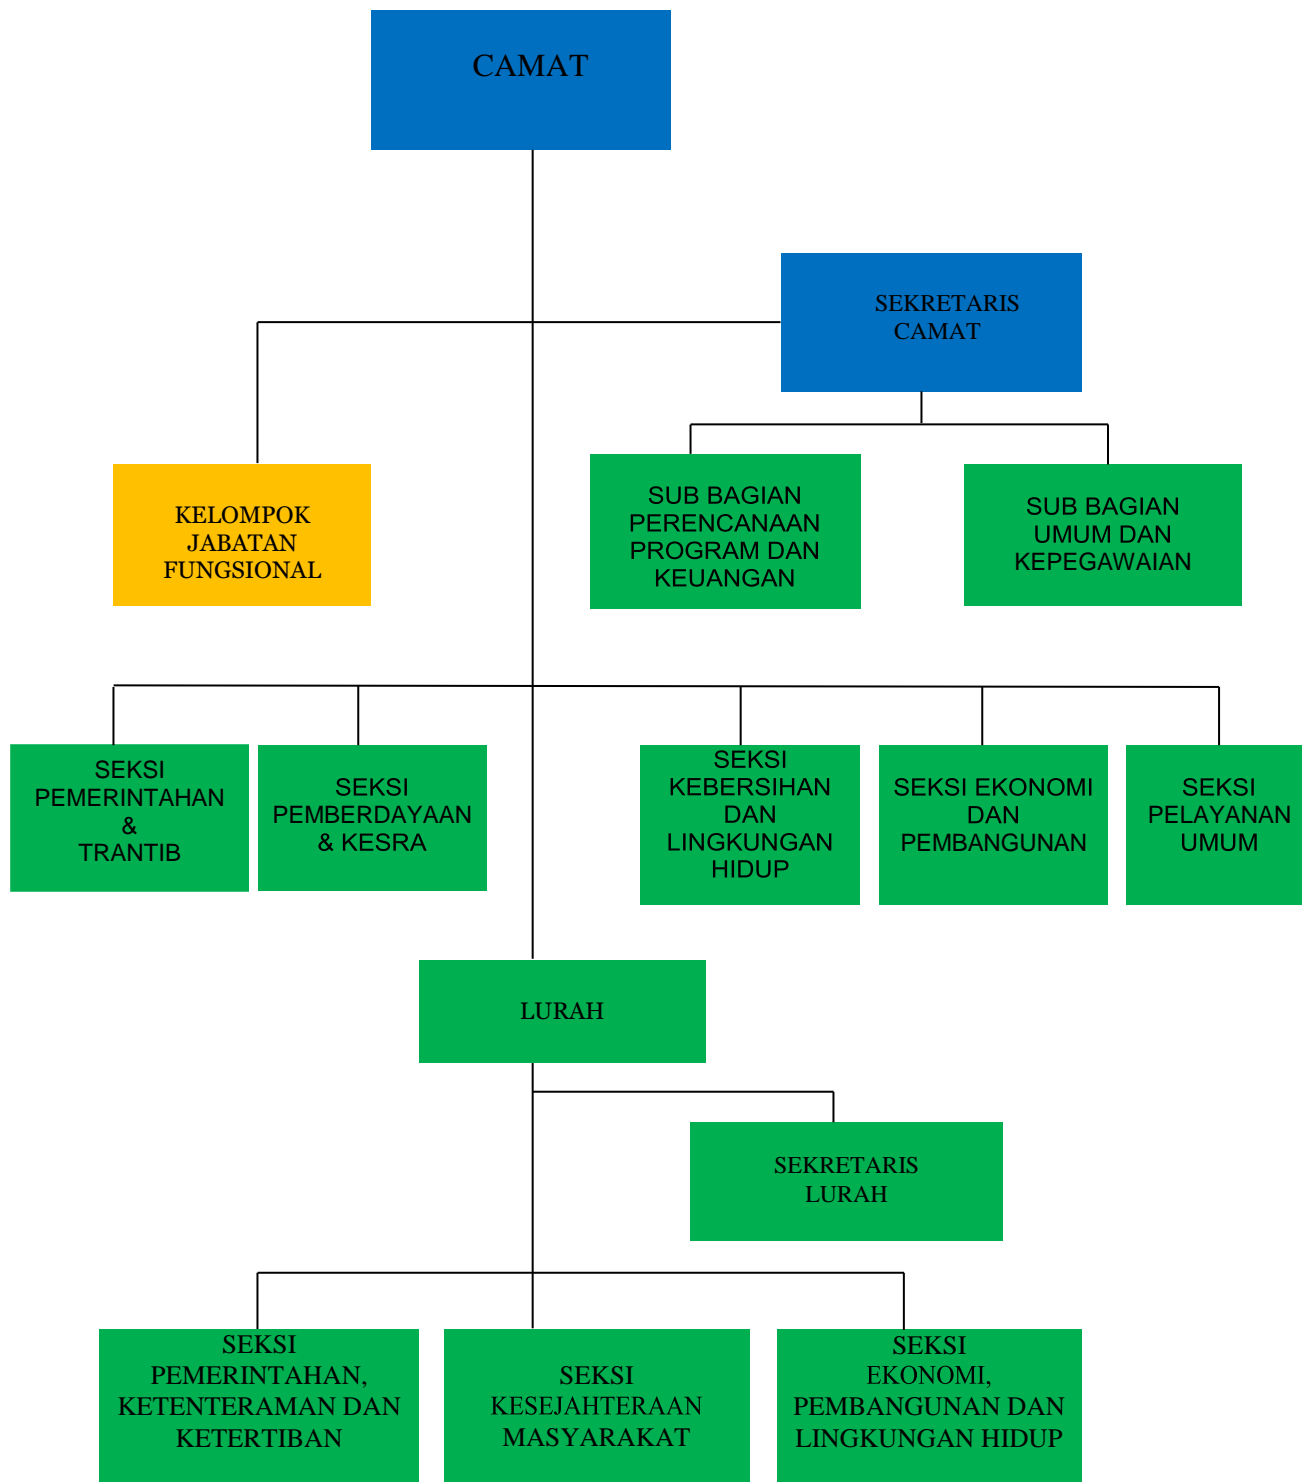 CAMAT
SEKRETARIS
CAMAT
KELOMPOK
JABATAN
FUNGSIONAL
SUB BAGIAN
PERENCANAAN
PROGRAM DAN
KEUANGAN
SUB BAGIAN
UMUM DAN
KEPEGAWAIAN
SEKSI
PEMERINTAHAN
&
TRANTIB
SEKSI
PEMBERDAYAAN
& KESRA
SEKSI
KEBERSIHAN
DAN
LINGKUNGAN
HIDUP
SEKSI EKONOMI
DAN
PEMBANGUNAN
SEKSI
PELAYANAN
UMUM
LURAH
SEKRETARIS
LURAH
SEKSI
PEMERINTAHAN,
KETENTERAMAN DAN
KETERTIBAN
SEKSI
KESEJAHTERAAN
MASYARAKAT
SEKSI
EKONOMI,
PEMBANGUNAN DAN
LINGKUNGAN HIDUP